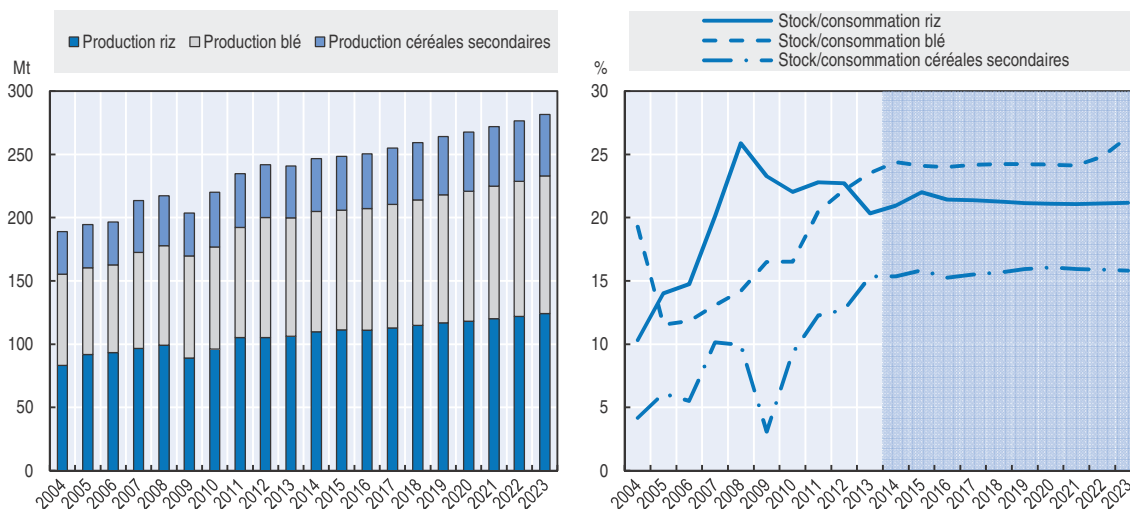 Production riz Production blé Production céréales secondaires
Mt
300
250
200
150
100
50
0
2004 2005 2006 2007 2008 2009 2010 2011 2012 2013 2014 2015 2016 2017 2018 2019 2020 2021 2022 2023
Stock/consommation riz
Stock/consommation blé
Stock/consommation céréales secondaires
%
30
25
20
15
10
5
0
2004 2005 2006 2007 2008 2009 2010 2011 2012 2013 2014 2015 2016 2017 2018 2019 2020 2021 2022 2023